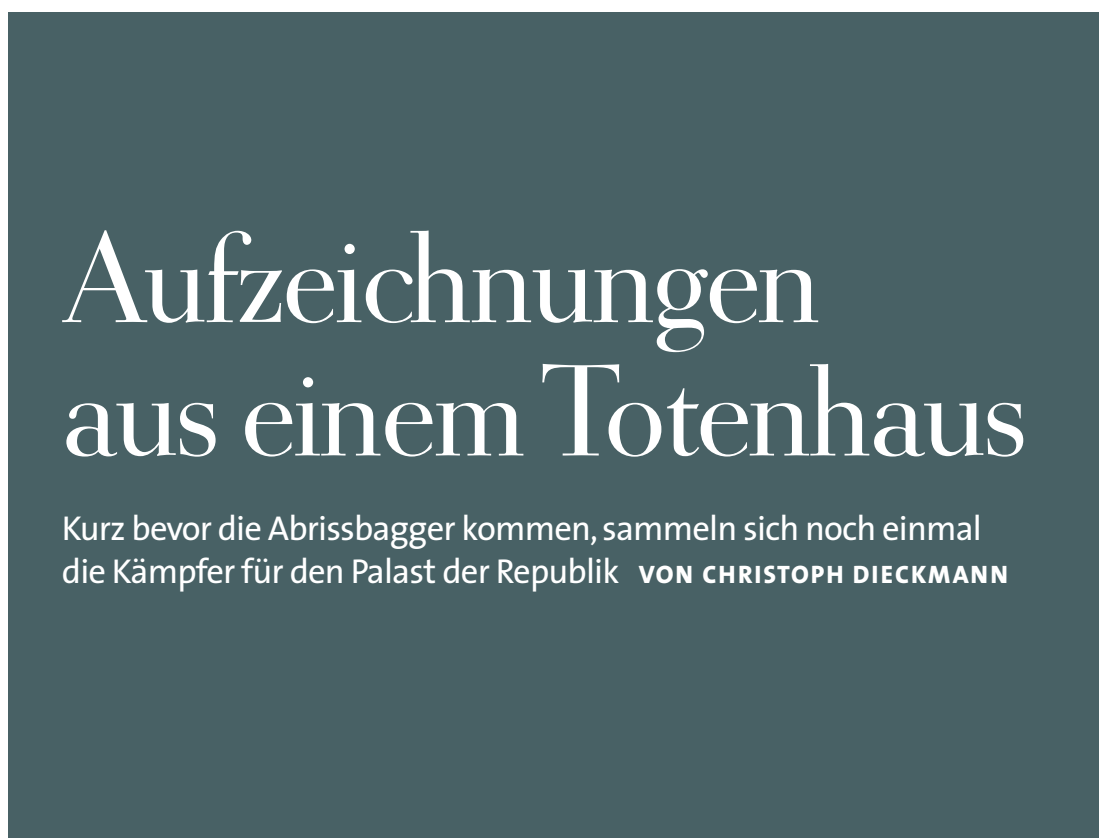 Aufzeichnungen
aus einem Totenhaus
Kurz bevor die Abrissbagger kommen, sammeln sich noch einmal
die Kämpfer für den Palast der Republik VON CHRISTOPH DIECKMANN